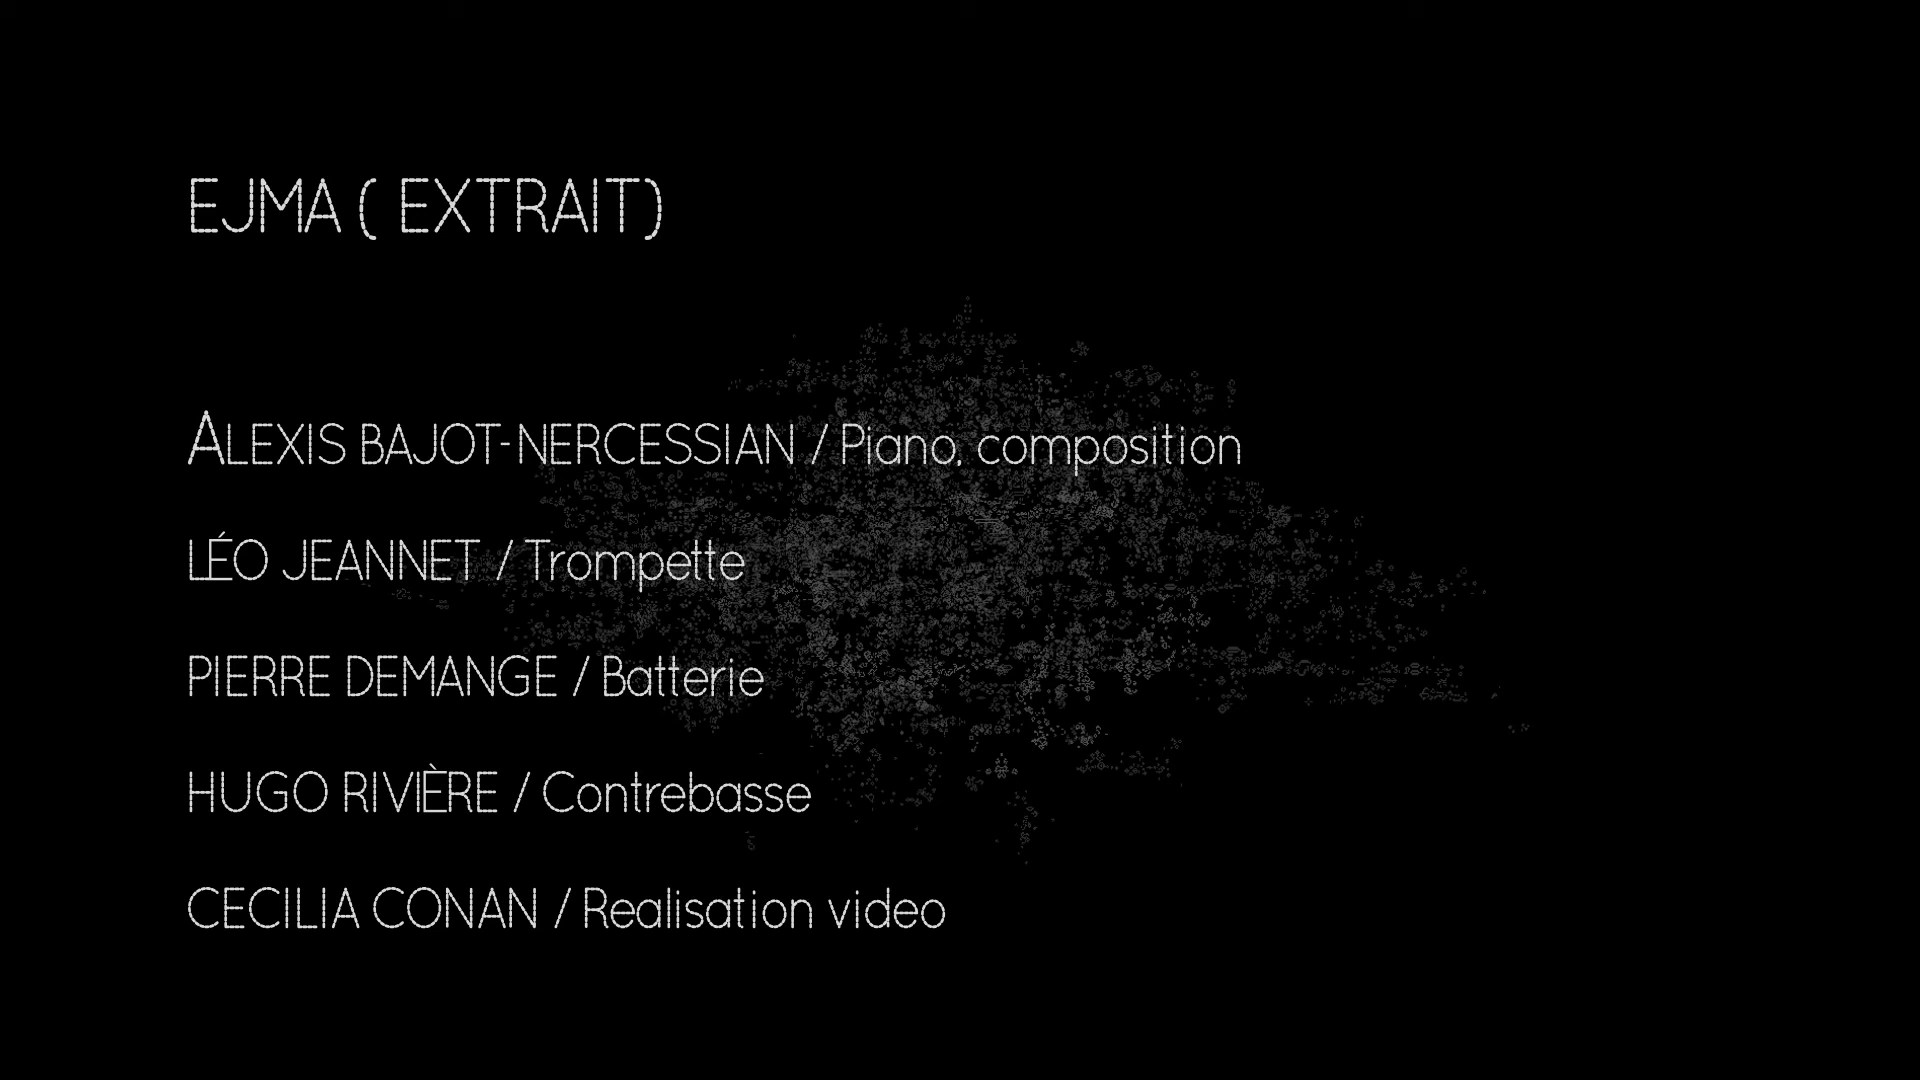 EJMA ( EXTRAIT)
ALEXIS BAJOT-NERCESSIAN / Piano, composition
LÉO JEANNET / Trompette
PIERRE DEMANGE / Batterie
HUGO RIVIÈRE / Contrebasse
CECILIA CONAN / Realisation video